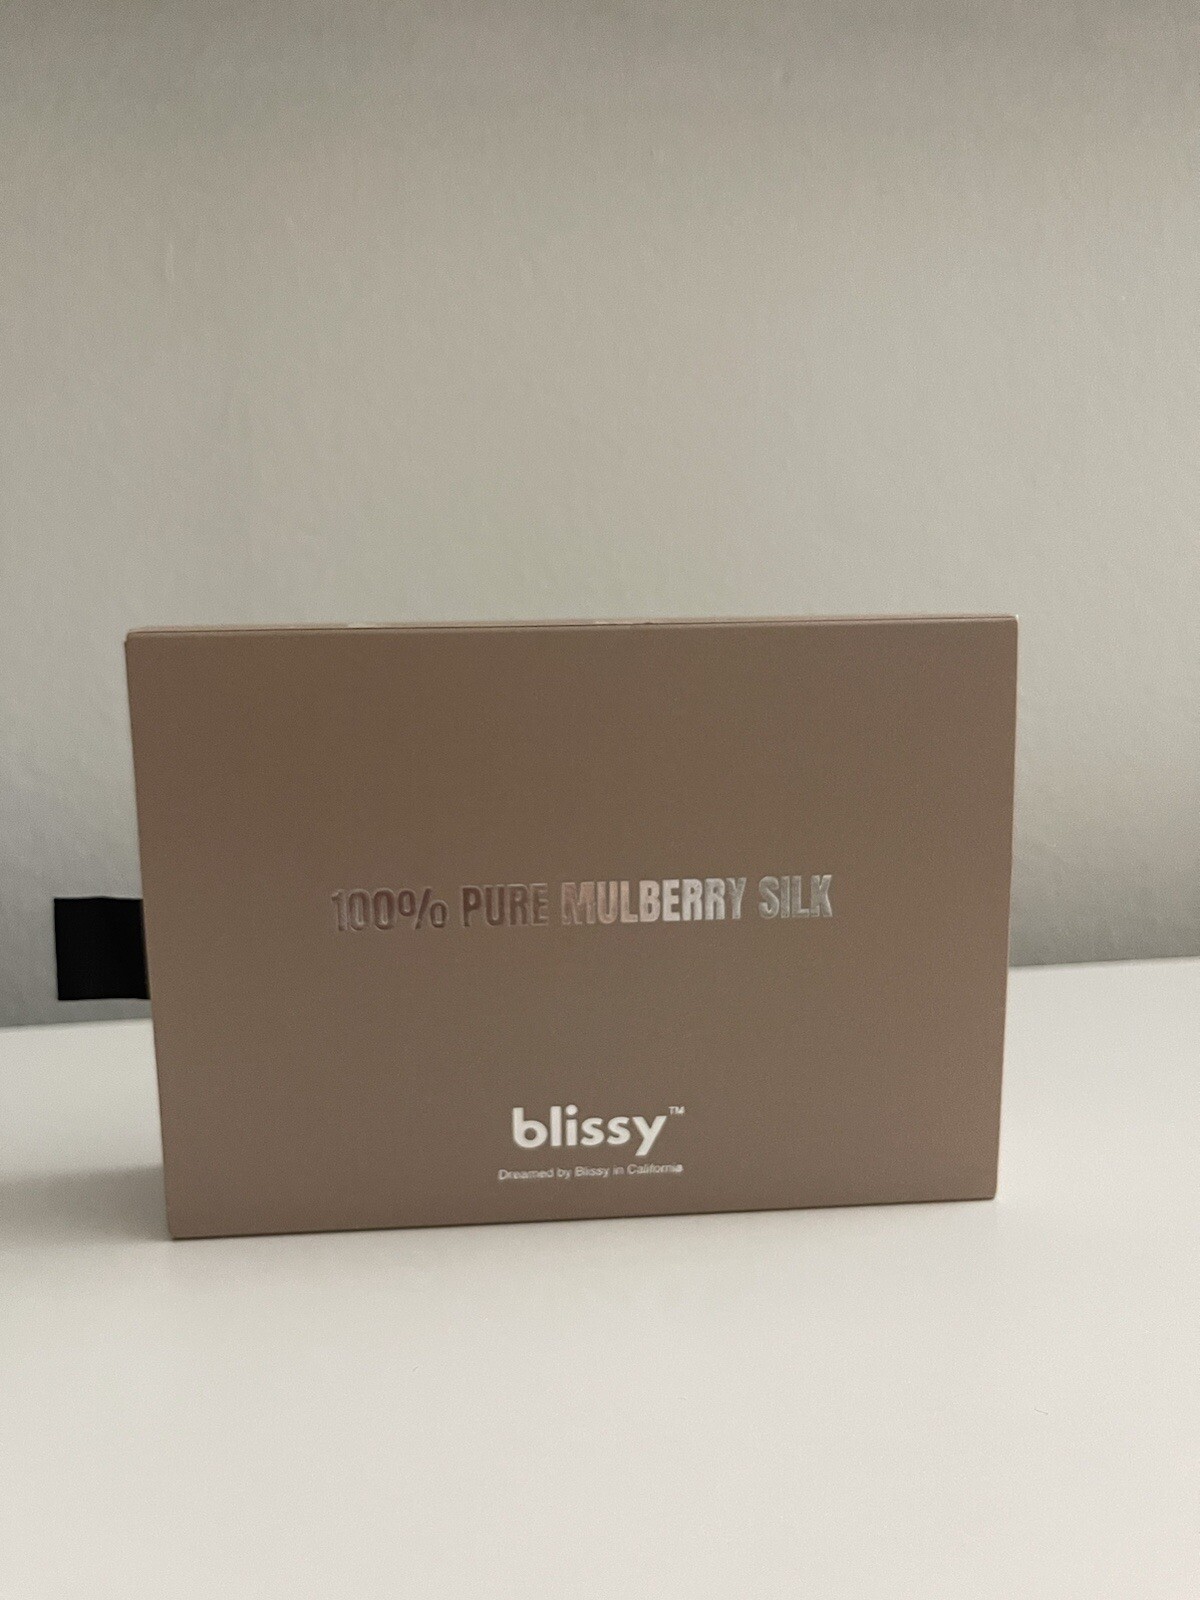 100% PURE MULBERRY SILK
blissy™
Dreamed by Blissy in California